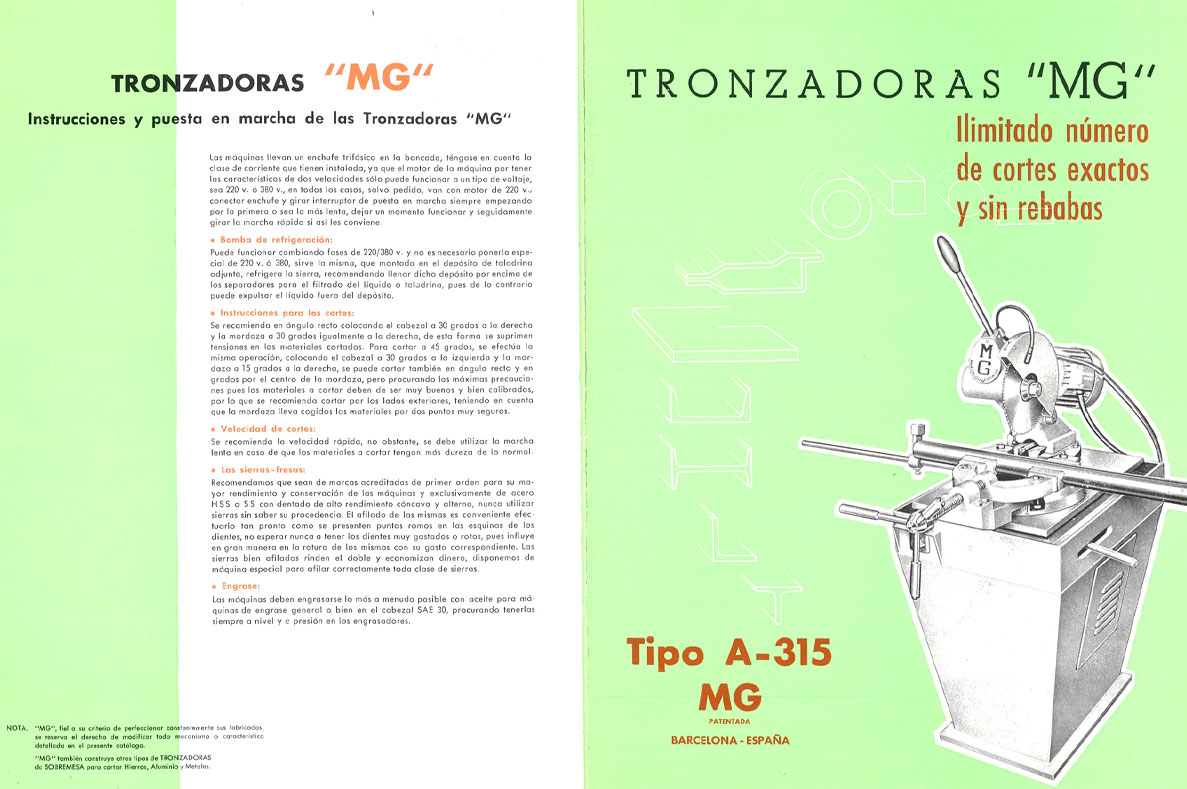 TRONZADORAS "MG"
Instrucciones y puesta en marcha de las Tronzadoras "MG"
Las máquinas llevan un enchufe trifásico en la bancada, téngase en cuenta la
clase de corriente que tienen instalada, ya que el motor de la máquina por tener
las características de dos velocidades sólo puede funcionar a un tipo de voltaje,
sea 220 v. ó 380 v., en todos los casos, salvo pedido, van con motor de 220 v.,
conectar enchufe y girar interruptor de puesta en marcha siempre empezando
por la primera o sea la más lenta, dejar un momento funcionar y seguidamente
girar la marcha rápida si así les conviene.
• Bomba de refrigeración:
Puede funcionar cambiando fases de 220/380 v. y no es necesario ponerla espe-
cial de 220 v. ó 380, sirve la misma, que montada en el depósito de taladrina
adjunto, refrigera la sierra, recomendando llenar dicho depósito por encima de
los separadores para el filtrado del líquido o taladrina, pues de lo contrario
puede expulsar el líquido fuera del depósito.
• Instrucciones para los cortes:
Se recomienda en ángulo recto colocando el cabezal a 30 grados a la derecha
y la mordaza a 30 grados igualmente a la derecha, de esta forma se suprimen
tensiones en los materiales cortados. Para cortar a 45 grados, se efectúa la
misma operación, colocando el cabezal a 30 grados a la izquierda y la mor-
daza a 15 grados a la derecha, se puede cortar también en ángulo recto y en
grados por el centro de la mordaza, pero procurando las máximas precaucio-
nes pues los materiales a cortar deben de ser muy buenos y bien calibrados,
por lo que se recomienda cortar por los lados exteriores, teniendo en cuenta
que la mordaza lleva cogidos los materiales por dos puntos muy seguros.
• Velocidad de cortes:
Se recomienda la velocidad rápida, no obstante, se debe utilizar la marcha
lenta en caso de que los materiales a cortar tengan más dureza de lo normal.
• Las sierras-fresas:
Recomendamos que sean de marcas acreditadas de primer orden para su ma-
yor rendimiento y conservación de las máquinas y exclusivamente de acero
HSS o SS con dentado de alto rendimiento cóncavo y alterno, nunca utilizar
sierras sin saber su procedencia. El afilado de las mismas es conveniente efec-
tuarlo tan pronto como se presenten puntos romos en las esquinas de los
dientes, no esperar nunca a tener los dientes muy gastados o rotos, pues influye
en gran manera en la rotura de los mismos con su gasto correspondiente. Las
sierras bien afiladas rinden el doble y economizan dinero, disponemos de
máquina especial para afilar correctamente toda clase de sierras.
• Engrase:
Las máquinas deben engrasarse lo más a menudo posible con aceite para má-
quinas de engrase general o bien en el cabezal SAE 30, procurando tenerlas
siempre a nivel y a presión en los engrasadores.
NOTA. "MG", fiel a su criterio de perfeccionar constantemente sus fabricados,
se reserva el derecho de modificar todo mecanismo o característica
detallada en el presente catálogo.
"MG" también construye otros tipos de TRONZADORAS
de SOBREMESA para cortar Hierros, Aluminio y Metales.
TRONZADORAS "MG"
Ilimitado número
de cortes exactos
y sin rebabas
MG
Tipo A-315
MG
PATENTADA
BARCELONA - ESPAÑA